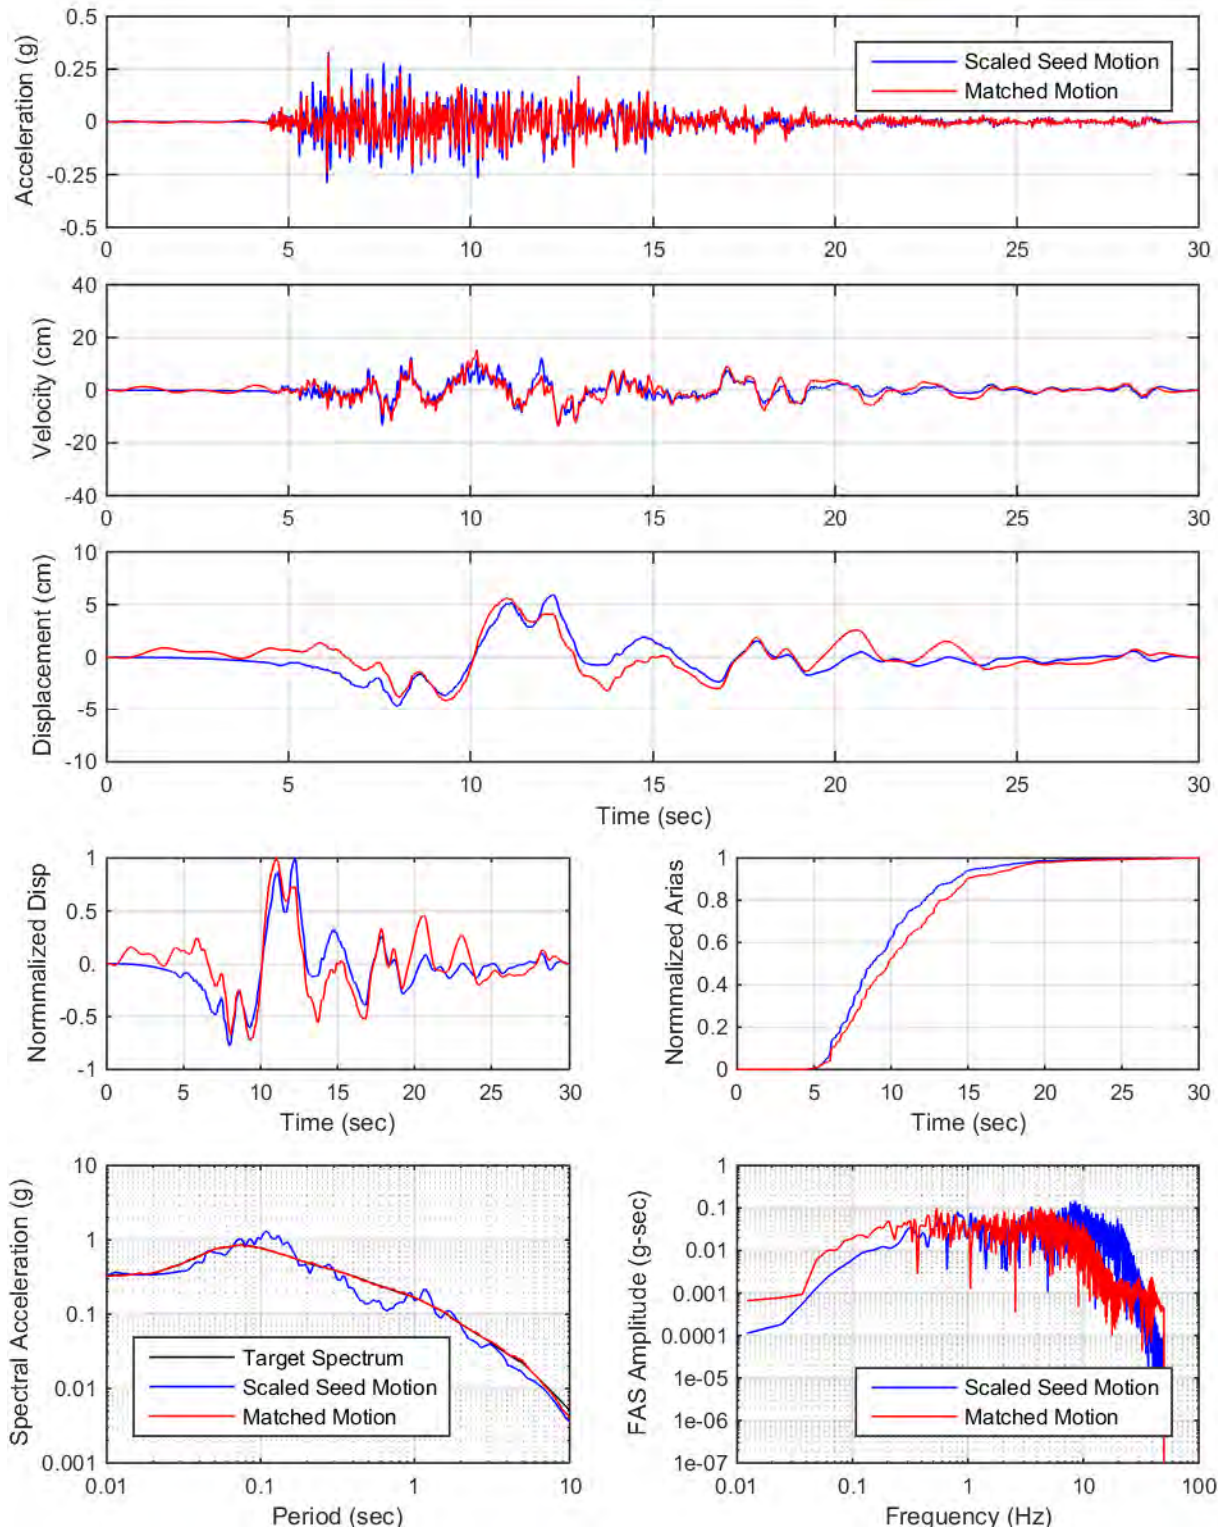 Acceleration (g)
0.5
0.25
0
-0.25
-0.5
Scaled Seed Motion
Matched Motion
0 5 10 15 20 25 30
Velocity (cm)
40
20
0
-20
-40
0 5 10 15 20 25 30
Displacement (cm)
10
5
0
-5
-10
0 5 10 15 20 25 30
Time (sec)
Normmalized Disp
1
0.5
0
-0.5
-1
0 5 10 15 20 25 30
Time (sec)
Normmalized Arias
1
0.8
0.6
0.4
0.2
0
0 5 10 15 20 25 30
Time (sec)
Spectral Acceleration (g)
10
1
0.1
0.01
0.001
Target Spectrum
Scaled Seed Motion
Matched Motion
0.01 0.1 1 10
Period (sec)
FAS Amplitude (g-sec)
1
0.1
0.01
0.001
0.0001
1e-05
1e-06
1e-07
Scaled Seed Motion
Matched Motion
0.01 0.1 1 10 100
Frequency (Hz)